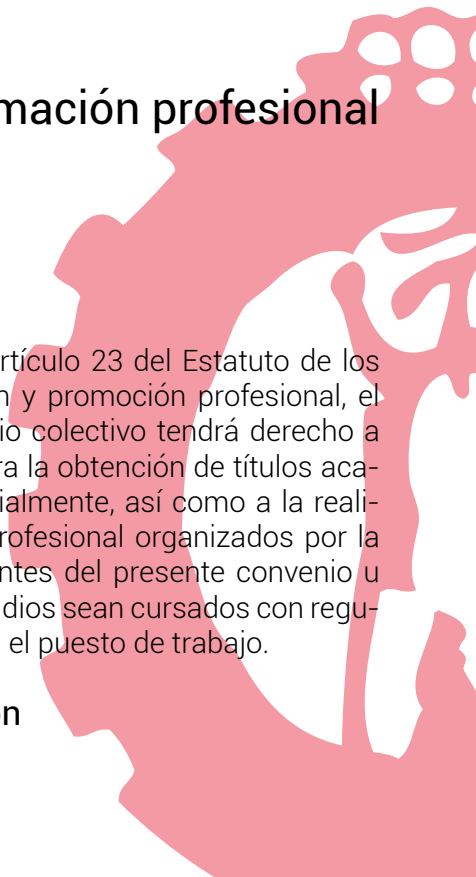 mación profesional
rtículo 23 del Estatuto de los
n y promoción profesional, el
io colectivo tendrá derecho a
ra la obtención de títulos aca-
ialmente, así como a la reali-
rofesional organizados por la
ntes del presente convenio u
dios sean cursados con regu-
el puesto de trabajo.
n